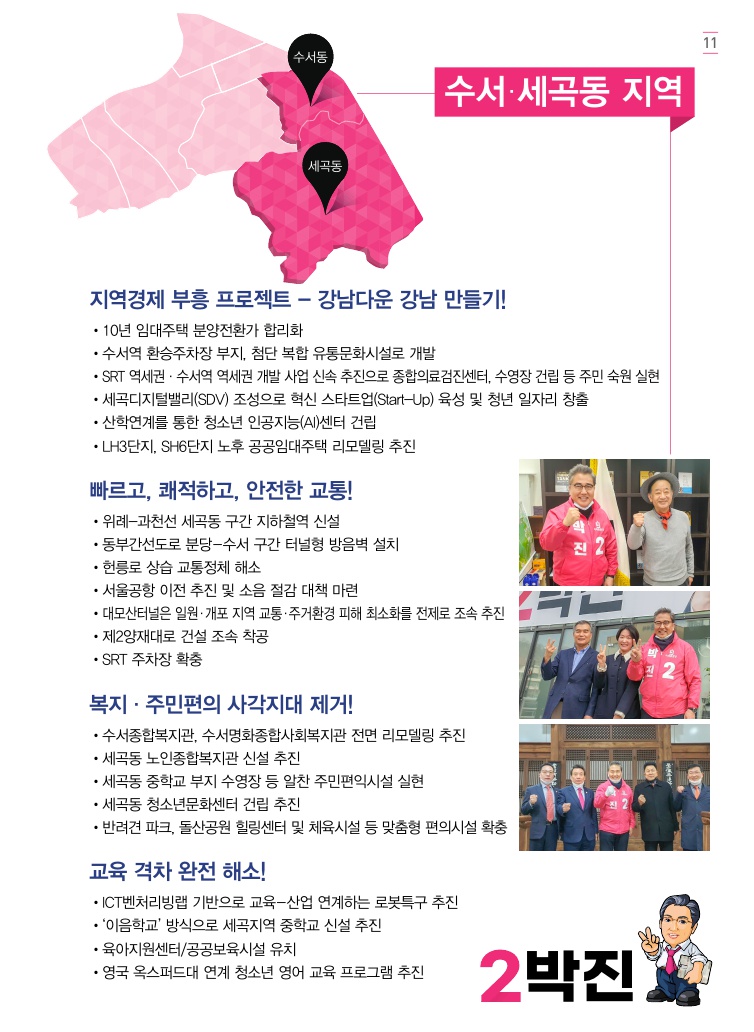 11
수서동
수서·세곡동 지역
세곡동
지역경제 부흥 프로젝트 – 강남다운 강남 만들기!
• 10년 임대주택 분양전환가 합리화
• 수서역 환승주차장 부지, 첨단 복합 유통문화시설로 개발
• SRT 역세권 · 수서역 역세권 개발 사업 신속 추진으로 종합의료검진센터, 수영장 건립 등 주민 숙원 실현
• 세곡디지털밸리(SDV) 조성으로 혁신 스타트업(Start-Up) 육성 및 청년 일자리 창출
• 산학연계를 통한 청소년 인공지능(AI)센터 건립
• LH3단지, SH6단지 노후 공공임대주택 리모델링 추진
빠르고, 쾌적하고, 안전한 교통!
• 위례–과천선 세곡동 구간 지하철역 신설
• 동부간선도로 분당–수서 구간 터널형 방음벽 설치
• 헌릉로 상습 교통정체 해소
• 서울공항 이전 추진 및 소음 절감 대책 마련
• 대모산터널은 일원·개포 지역 교통·주거환경 피해 최소화를 전제로 조속 추진
• 제2양재대로 건설 조속 착공
• SRT 주차장 확충
박진 2
2박진
박 2
복지 · 주민편의 사각지대 제거!
• 수서종합복지관, 수서명화종합사회복지관 전면 리모델링 추진
• 세곡동 노인종합복지관 신설 추진
• 세곡동 중학교 부지 수영장 등 알찬 주민편익시설 실현
• 세곡동 청소년문화센터 건립 추진
• 반려견 파크, 돌산공원 힐링센터 및 체육시설 등 맞춤형 편의시설 확충
박진 2
교육 격차 완전 해소!
• ICT벤처리빙랩 기반으로 교육–산업 연계하는 로봇특구 추진
• ‘이음학교’ 방식으로 세곡지역 중학교 신설 추진
• 육아지원센터/공공보육시설 유치
• 영국 옥스퍼드대 연계 청소년 영어 교육 프로그램 추진
2박진